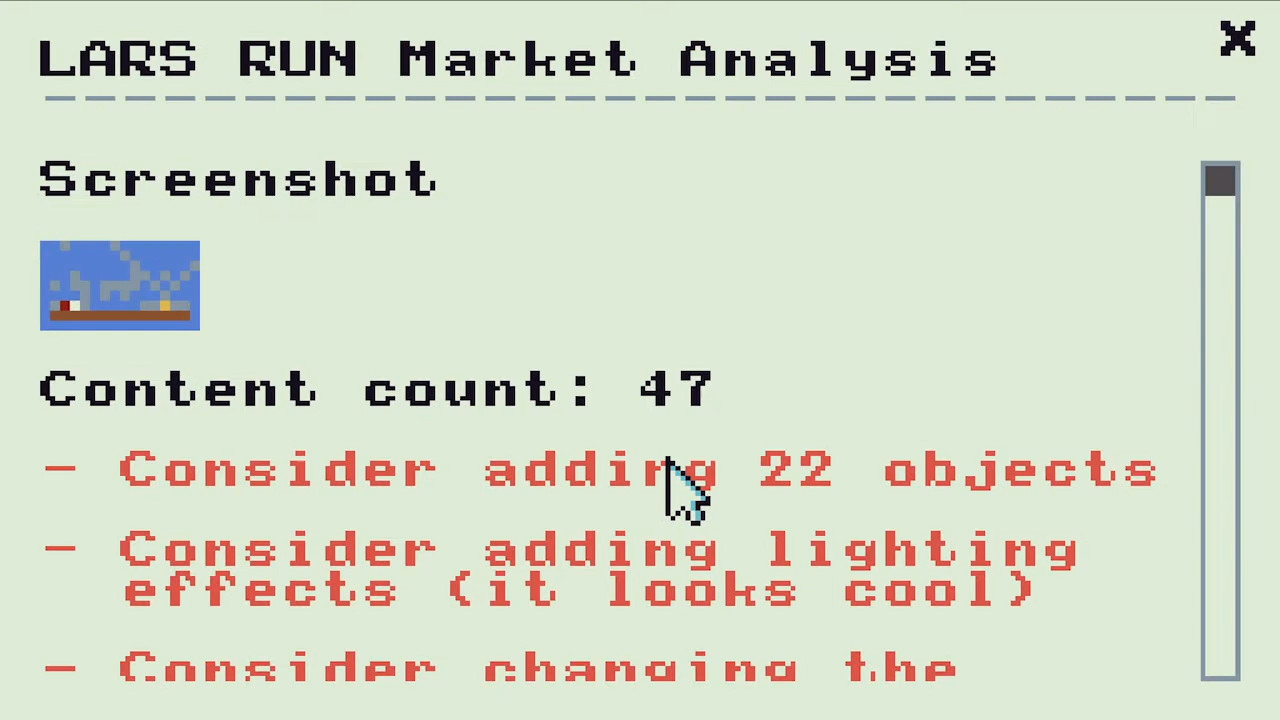 LARS RUN Market Analysis
x
Screenshot
Content count: 47
- Consider adding 22 objects
- Consider adding lighting
effects (it looks cool)
- Consider changing the